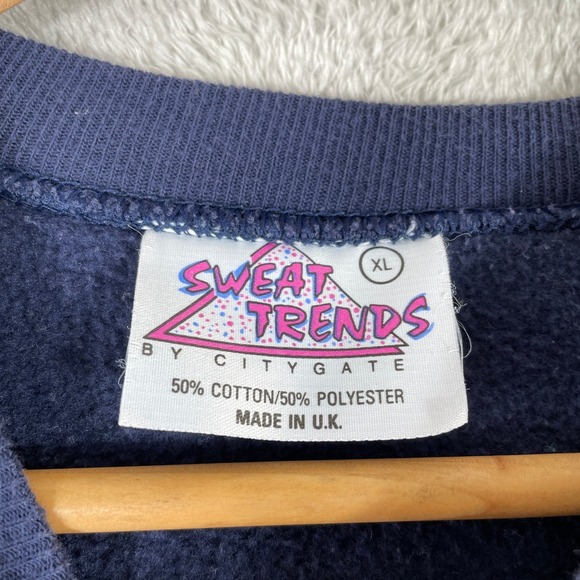 XL
SWEAT
TRENDS
BY CITYGATE
50% COTTON/50% POLYESTER
MADE IN U.K.